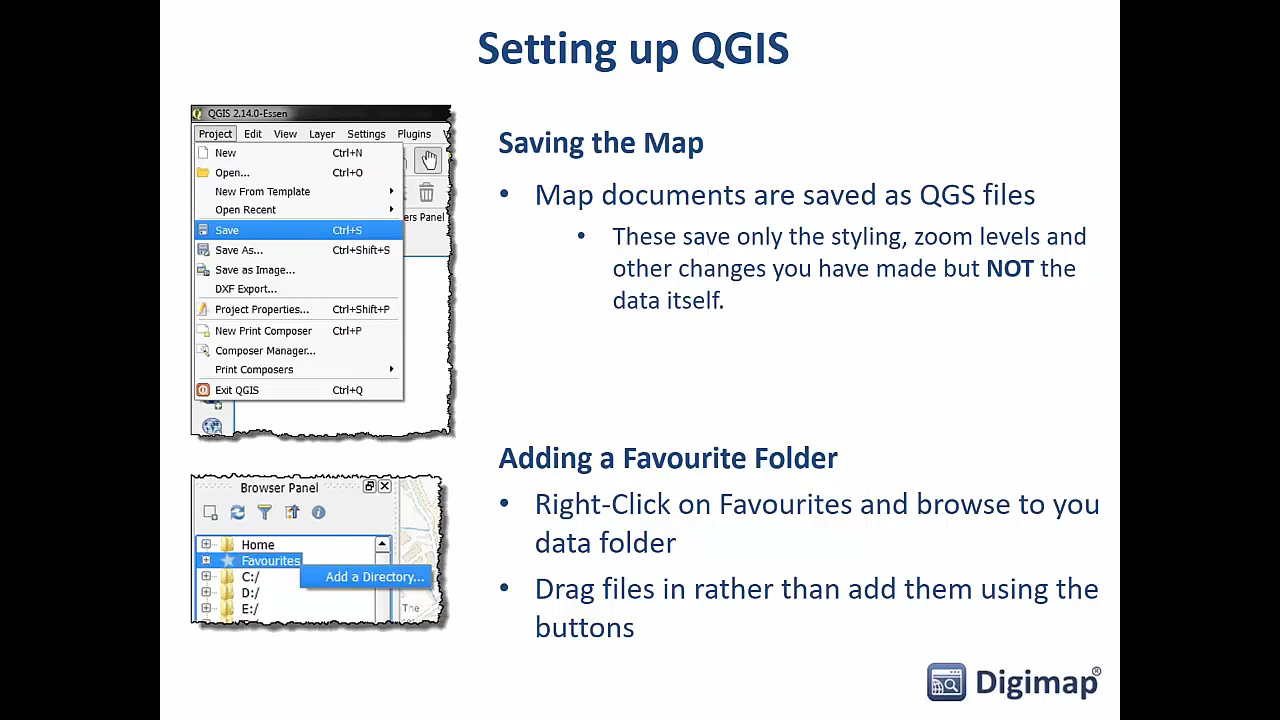 Setting up QGIS
QGIS 2.14.0-Essen
Project Edit View Layer Settings Plugins
New Ctrl+N
Open... Ctrl+O
New From Template
Open Recent
ers Panel
Save Ctrl+S
Save As... Ctrl+Shift+S
Save as Image...
DXF Export...
Project Properties... Ctrl+Shift+P
New Print Composer Ctrl+P
Composer Manager...
Print Composers
Exit QGIS Ctrl+Q
Saving the Map
• Map documents are saved as QGS files
• These save only the styling, zoom levels and
other changes you have made but NOT the
data itself.
Browser Panel
Home
Favourites
Add a Directory...
C:/
D:/
E:/
The
Adding a Favourite Folder
• Right-Click on Favourites and browse to you
data folder
• Drag files in rather than add them using the
buttons
Digimap®